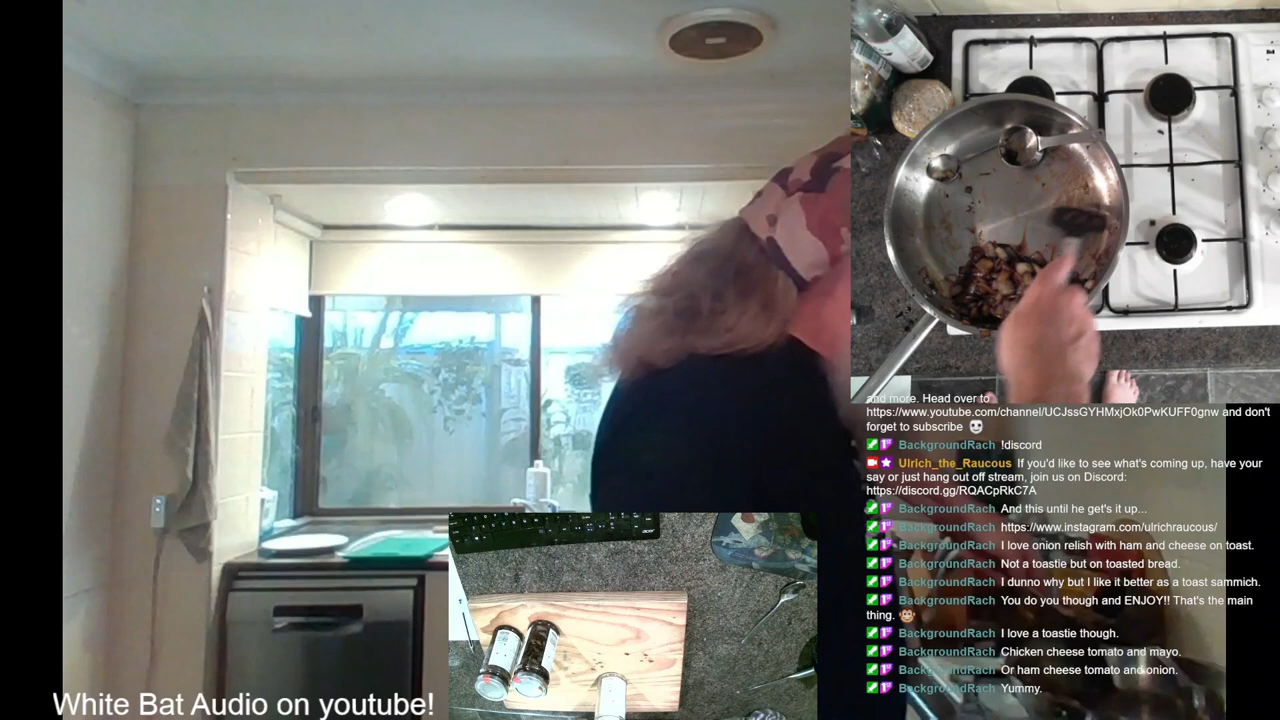 and more. Head over to
https://www.youtube.com/channel/UCJssGYHMxjOk0PwKUFF0gnw and don't
forget to subscribe
BackgroundRach !discord
Ulrich_the_Raucous If you'd like to see what's coming up, have your
say or just hang out off stream, join us on Discord:
https://discord.gg/RQACpRkC7A
BackgroundRach And this until he get's it up...
BackgroundRach https://www.instagram.com/ulrichraucous/
BackgroundRach I love onion relish with ham and cheese on toast.
BackgroundRach Not a toastie but on toasted bread.
BackgroundRach I dunno why but I like it better as a toast sammich.
BackgroundRach You do you though and ENJOY!! That's the main
thing.
BackgroundRach I love a toastie though.
BackgroundRach Chicken cheese tomato and mayo.
BackgroundRach Or ham cheese tomato and onion.
BackgroundRach Yummy.
White Bat Audio on youtube!